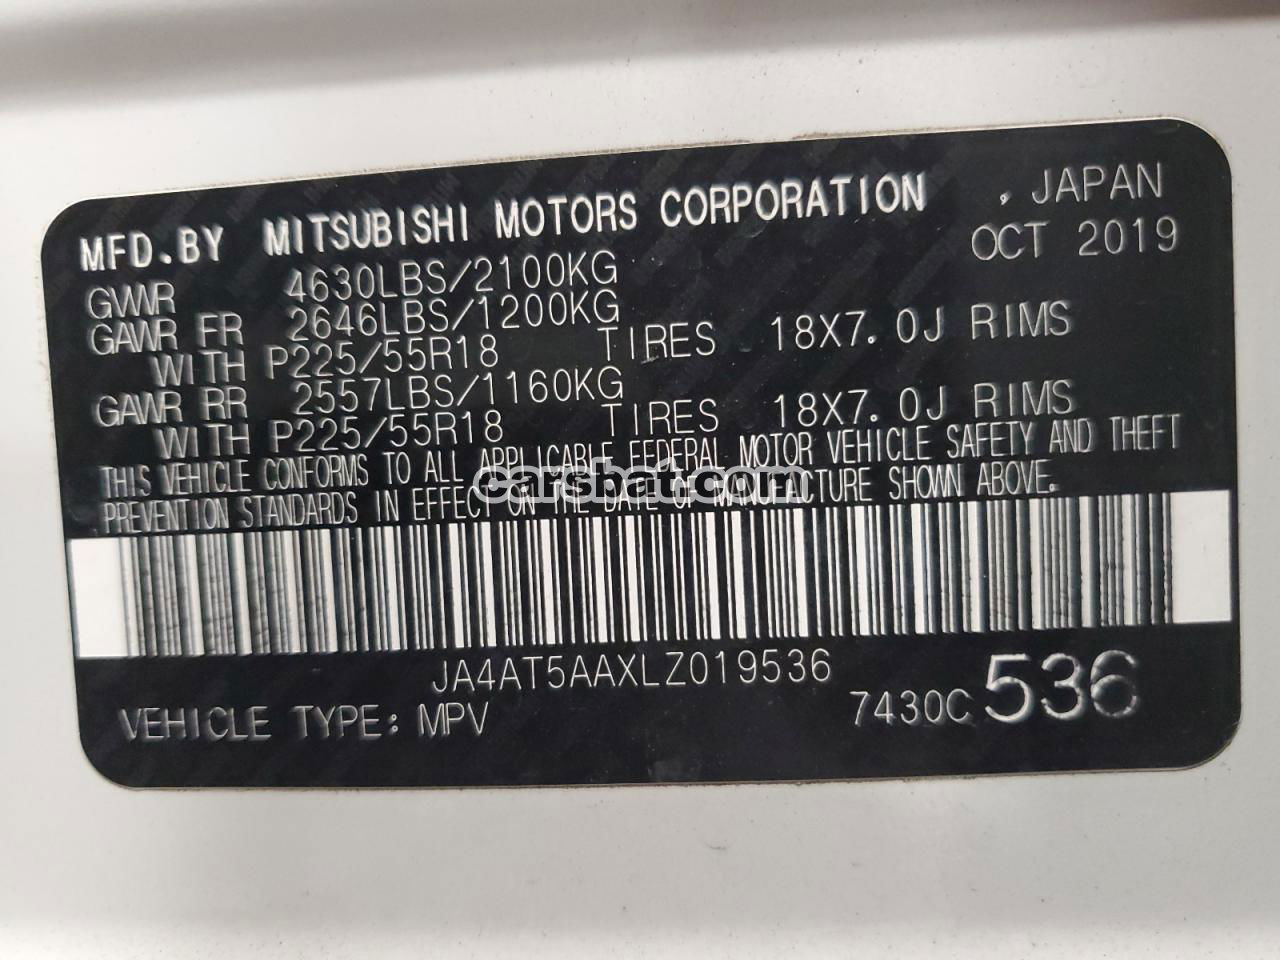 MFD.BY MITSUBISHI MOTORS CORPORATION , JAPAN
OCT 2019
GVWR 4630LBS/2100KG
GAWR FR 2646LBS/1200KG
WITH P225/55R18 TIRES 18X7.0J RIMS
GAWR RR 2557LBS/1160KG
WITH P225/55R18 TIRES 18X7.0J RIMS
THIS VEHICLE CONFORMS TO ALL APPLICABLE FEDERAL MOTOR VEHICLE SAFETY AND THEFT
PREVENTION STANDARDS IN EFFECT ON THE DATE OF MANUFACTURE SHOWN ABOVE.
carsbat.com
JA4AT5AAXLZ019536
VEHICLE TYPE: MPV 7430C 536